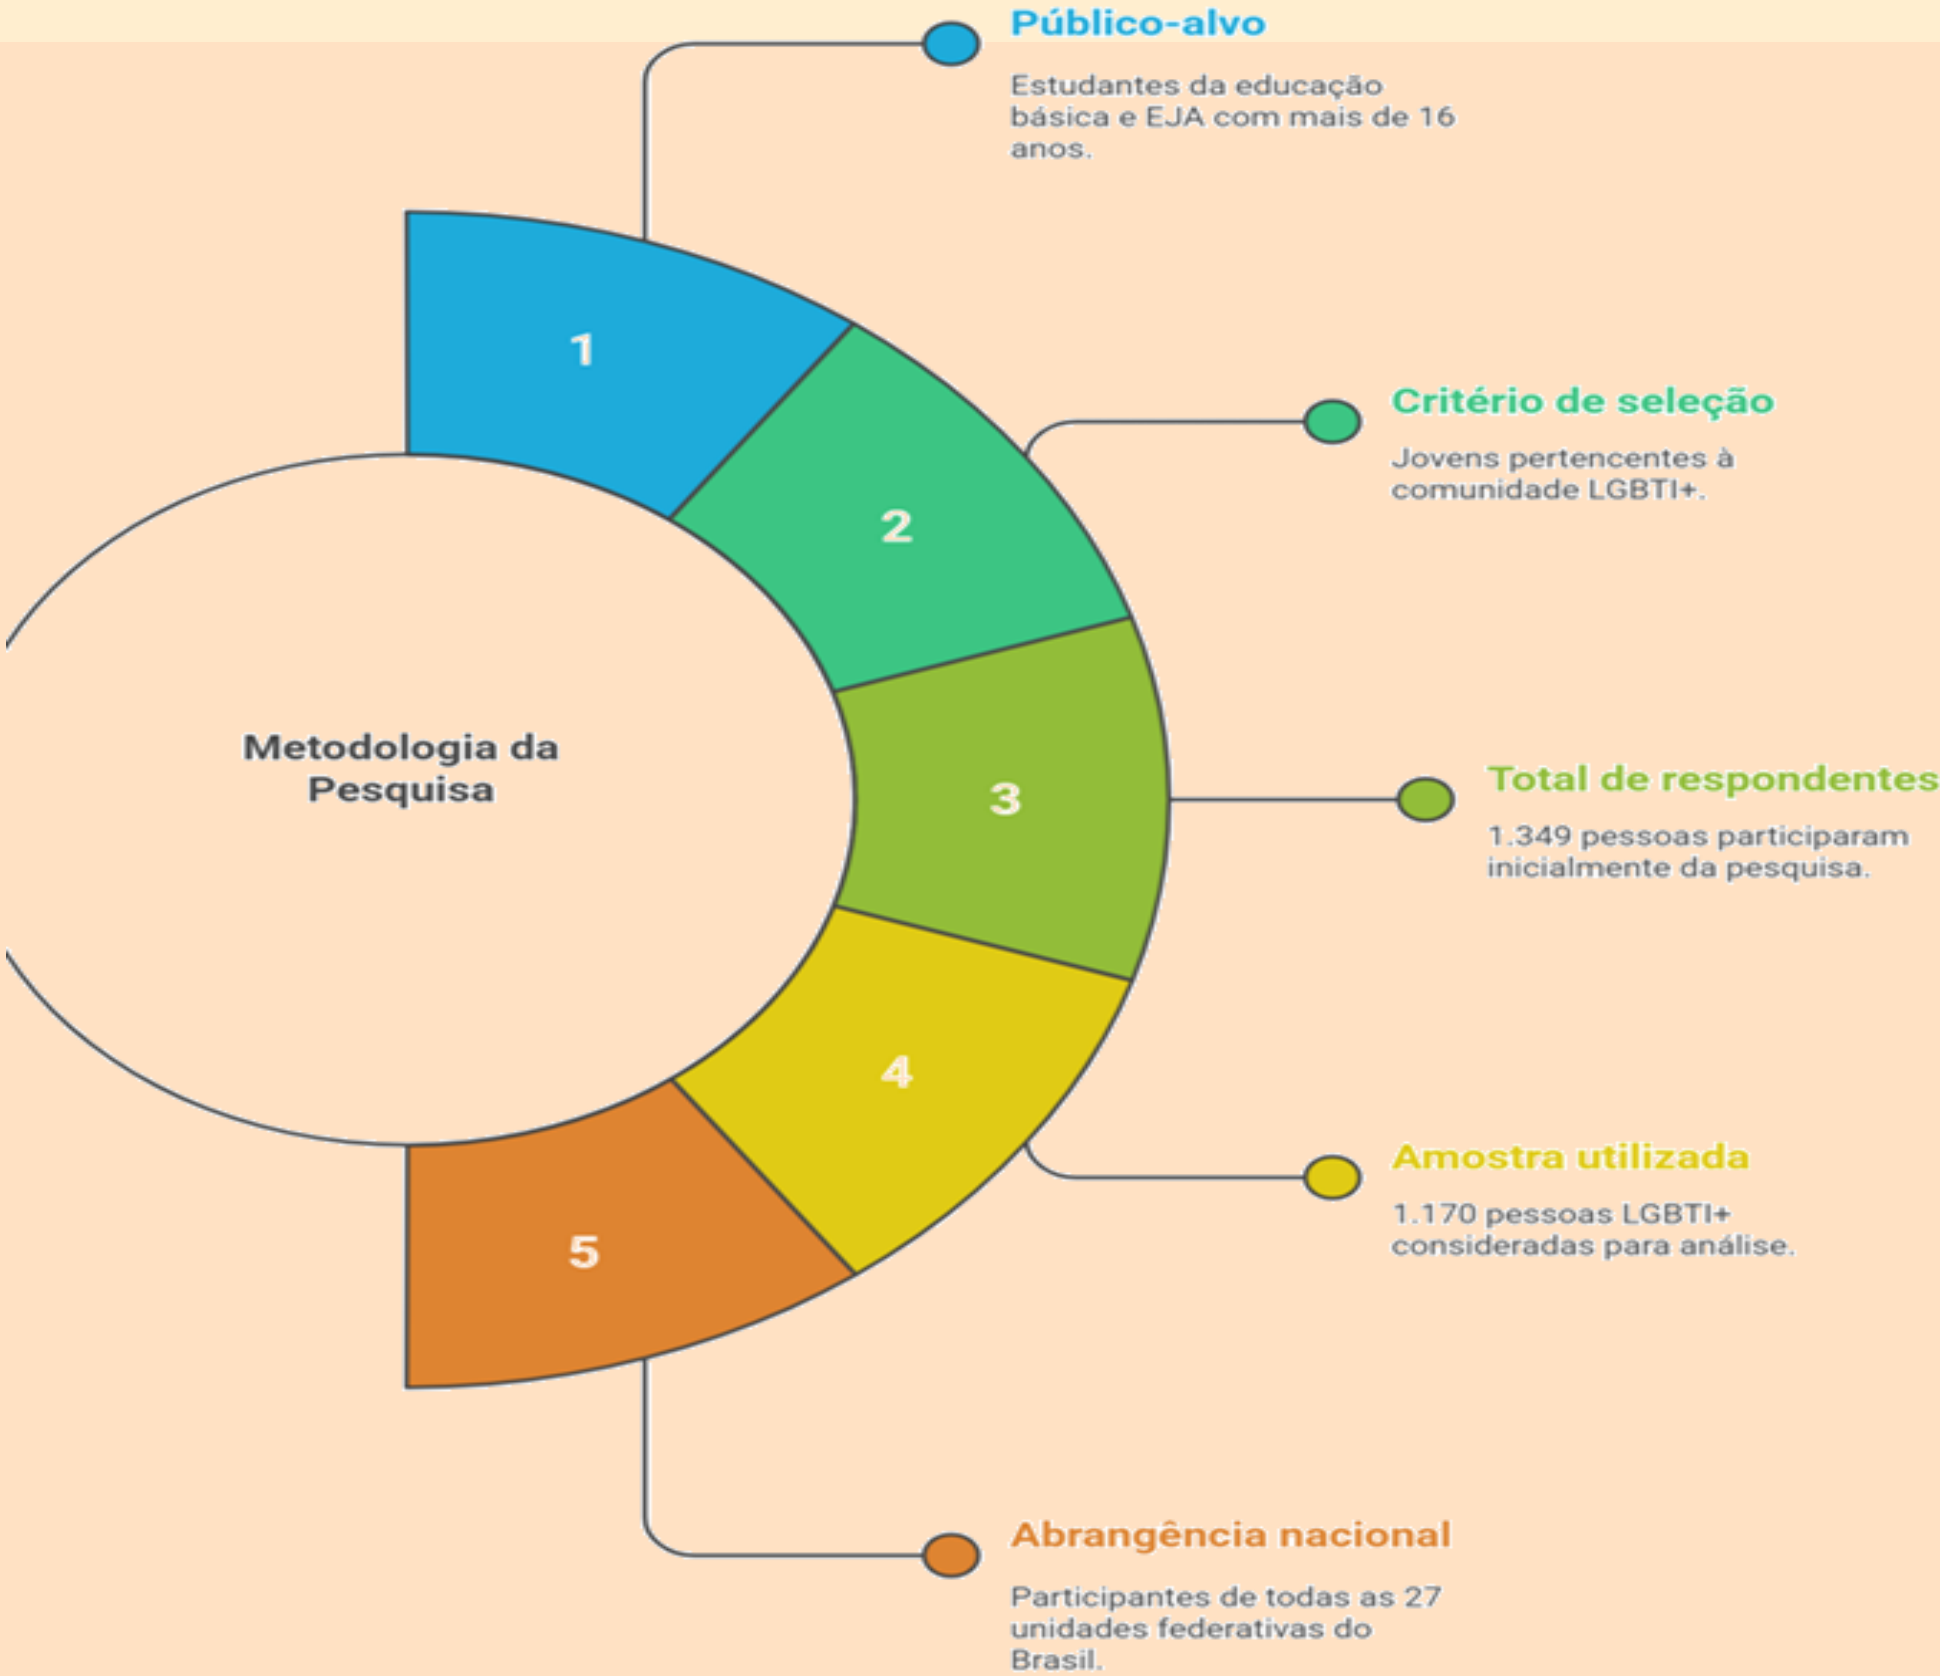 Público-alvo
Estudantes da educação
básica e EJA com mais de 16
anos.
1
Critério de seleção
Jovens pertencentes à
comunidade LGBTI+.
2
Metodologia da
Pesquisa
3
Total de respondentes
1.349 pessoas participaram
inicialmente da pesquisa.
4
Amostra utilizada
1.170 pessoas LGBTI+
consideradas para análise.
5
Abrangência nacional
Participantes de todas as 27
unidades federativas do
Brasil.